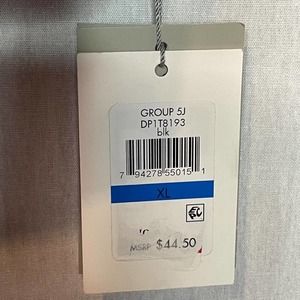 GROUP 5J
DP1T8193
blk
7 94278 55015 1
XL
MSRP $44.50